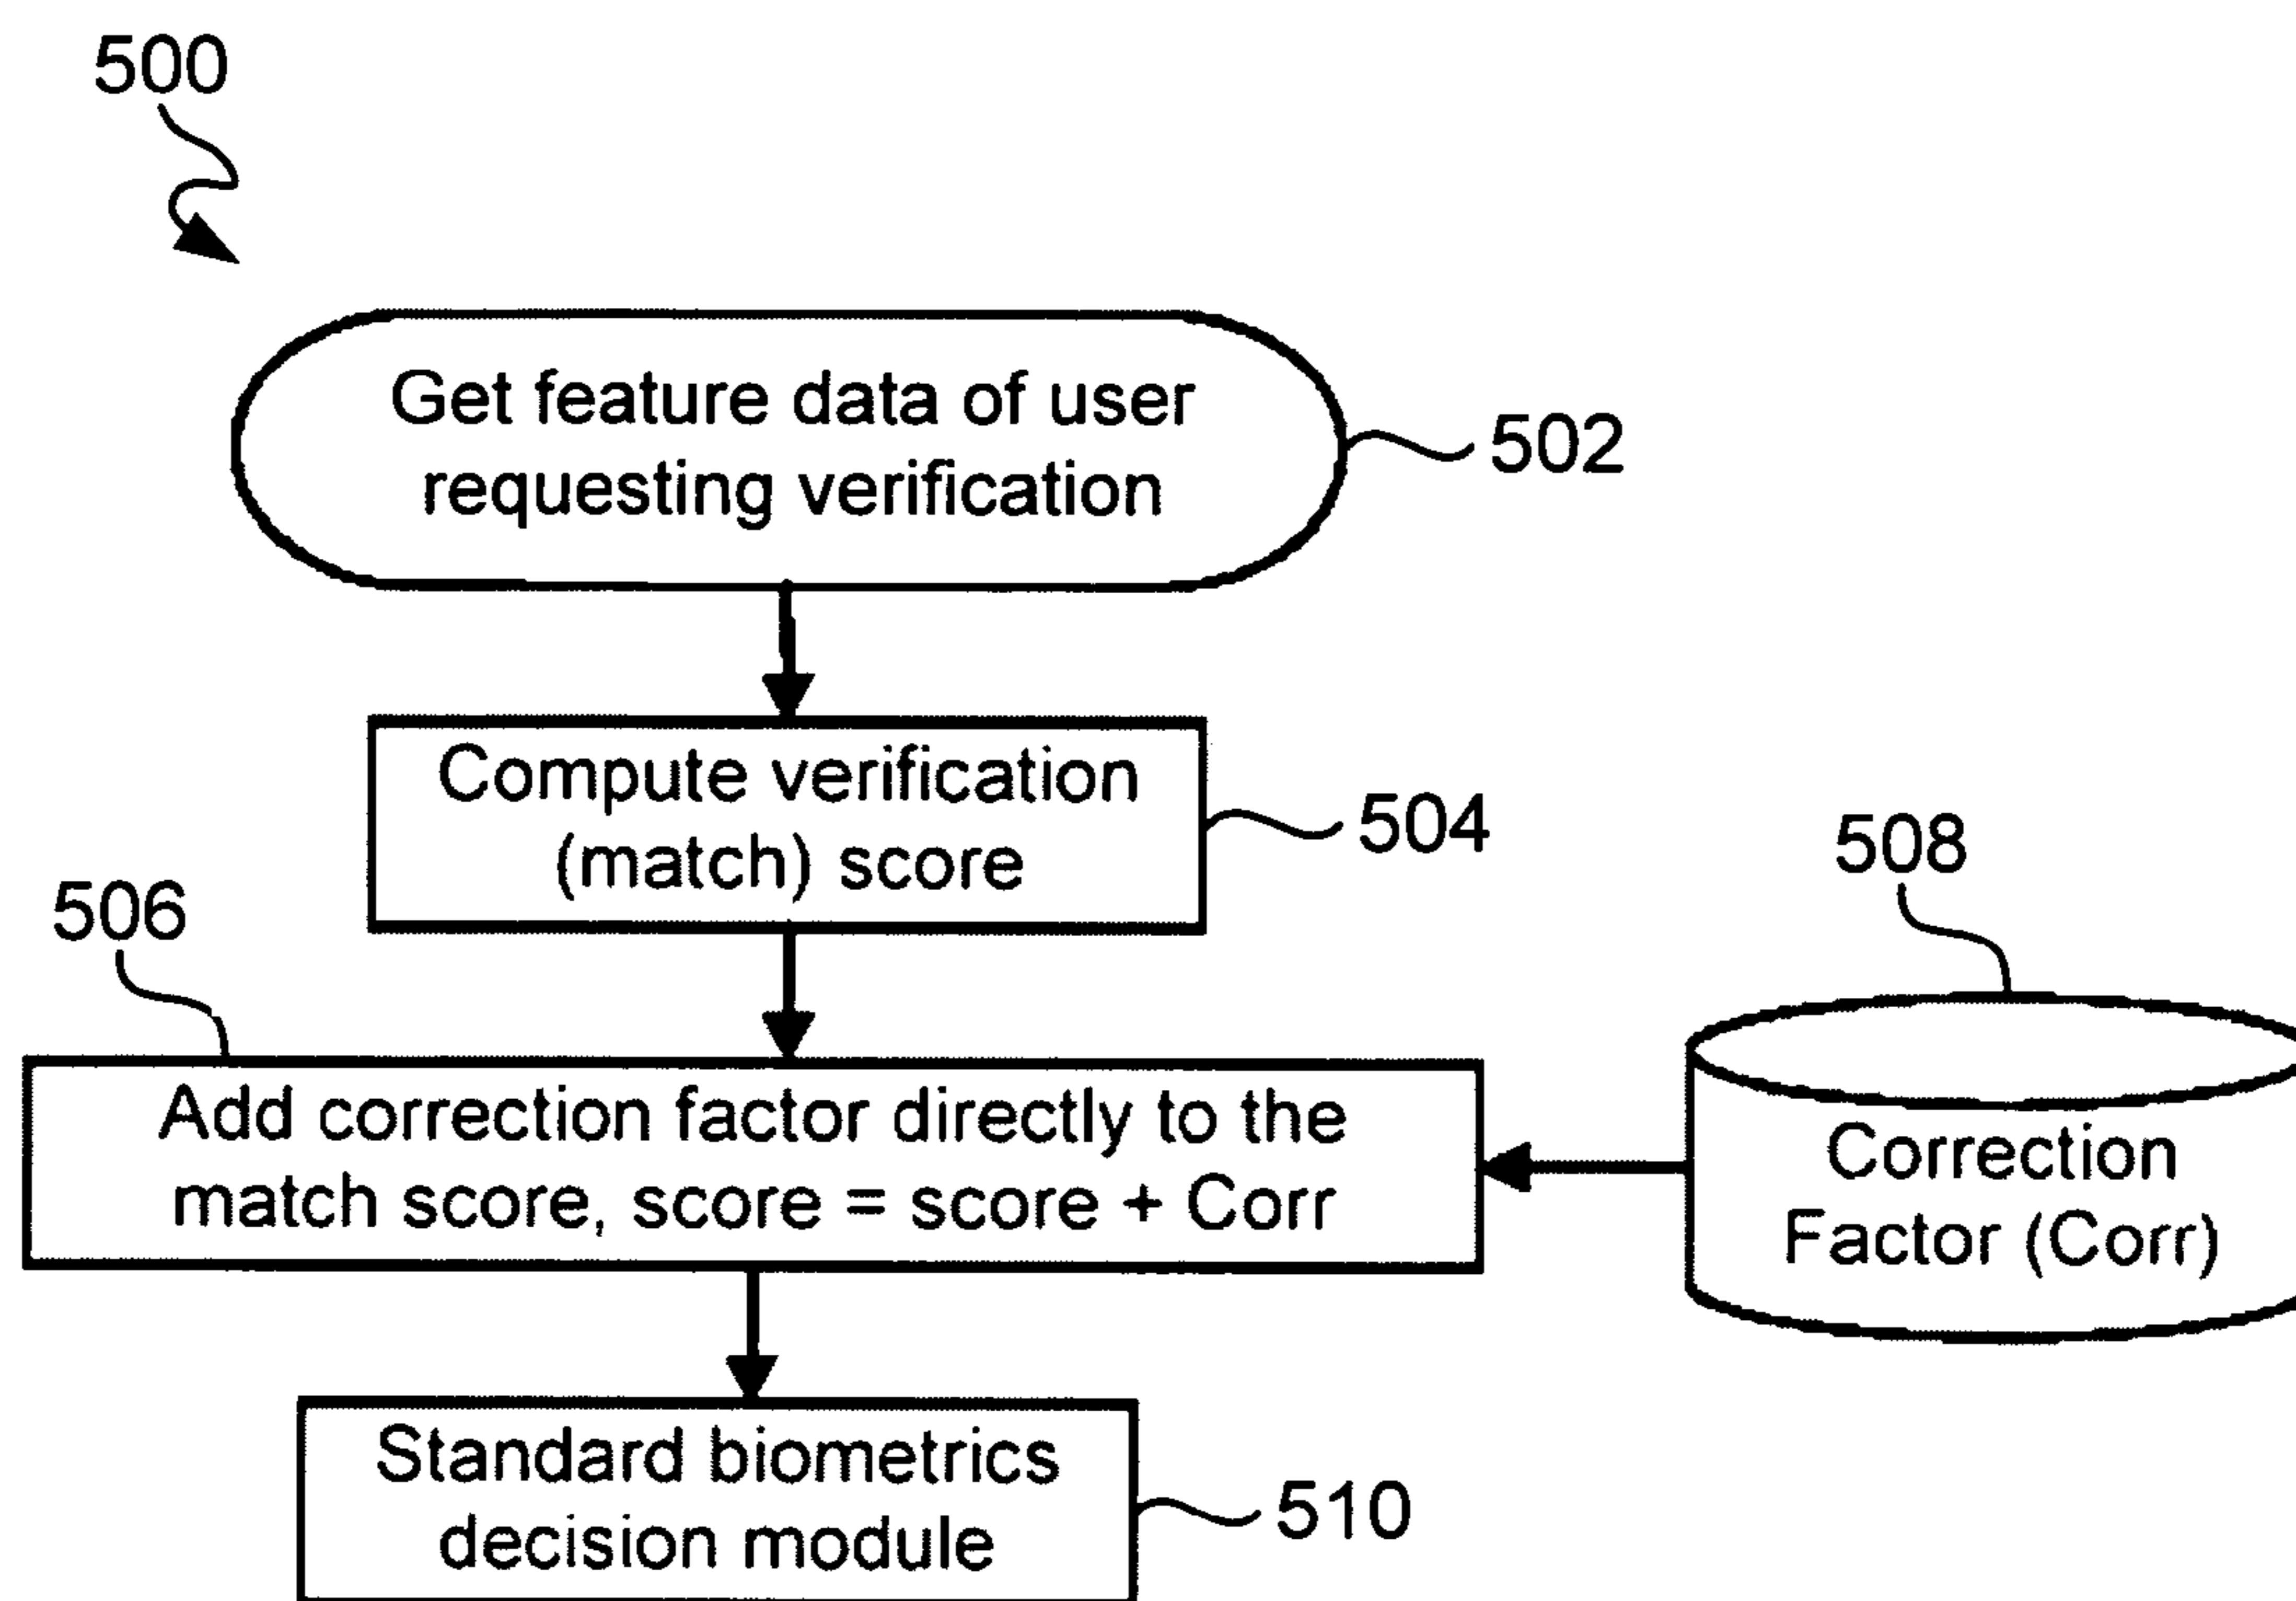 500
Get feature data of user
requesting verification
502
Compute verification
(match) score
504
506
508
Add correction factor directly to the
match score, score = score + Corr
Correction
Factor (Corr)
Standard biometrics
decision module
510